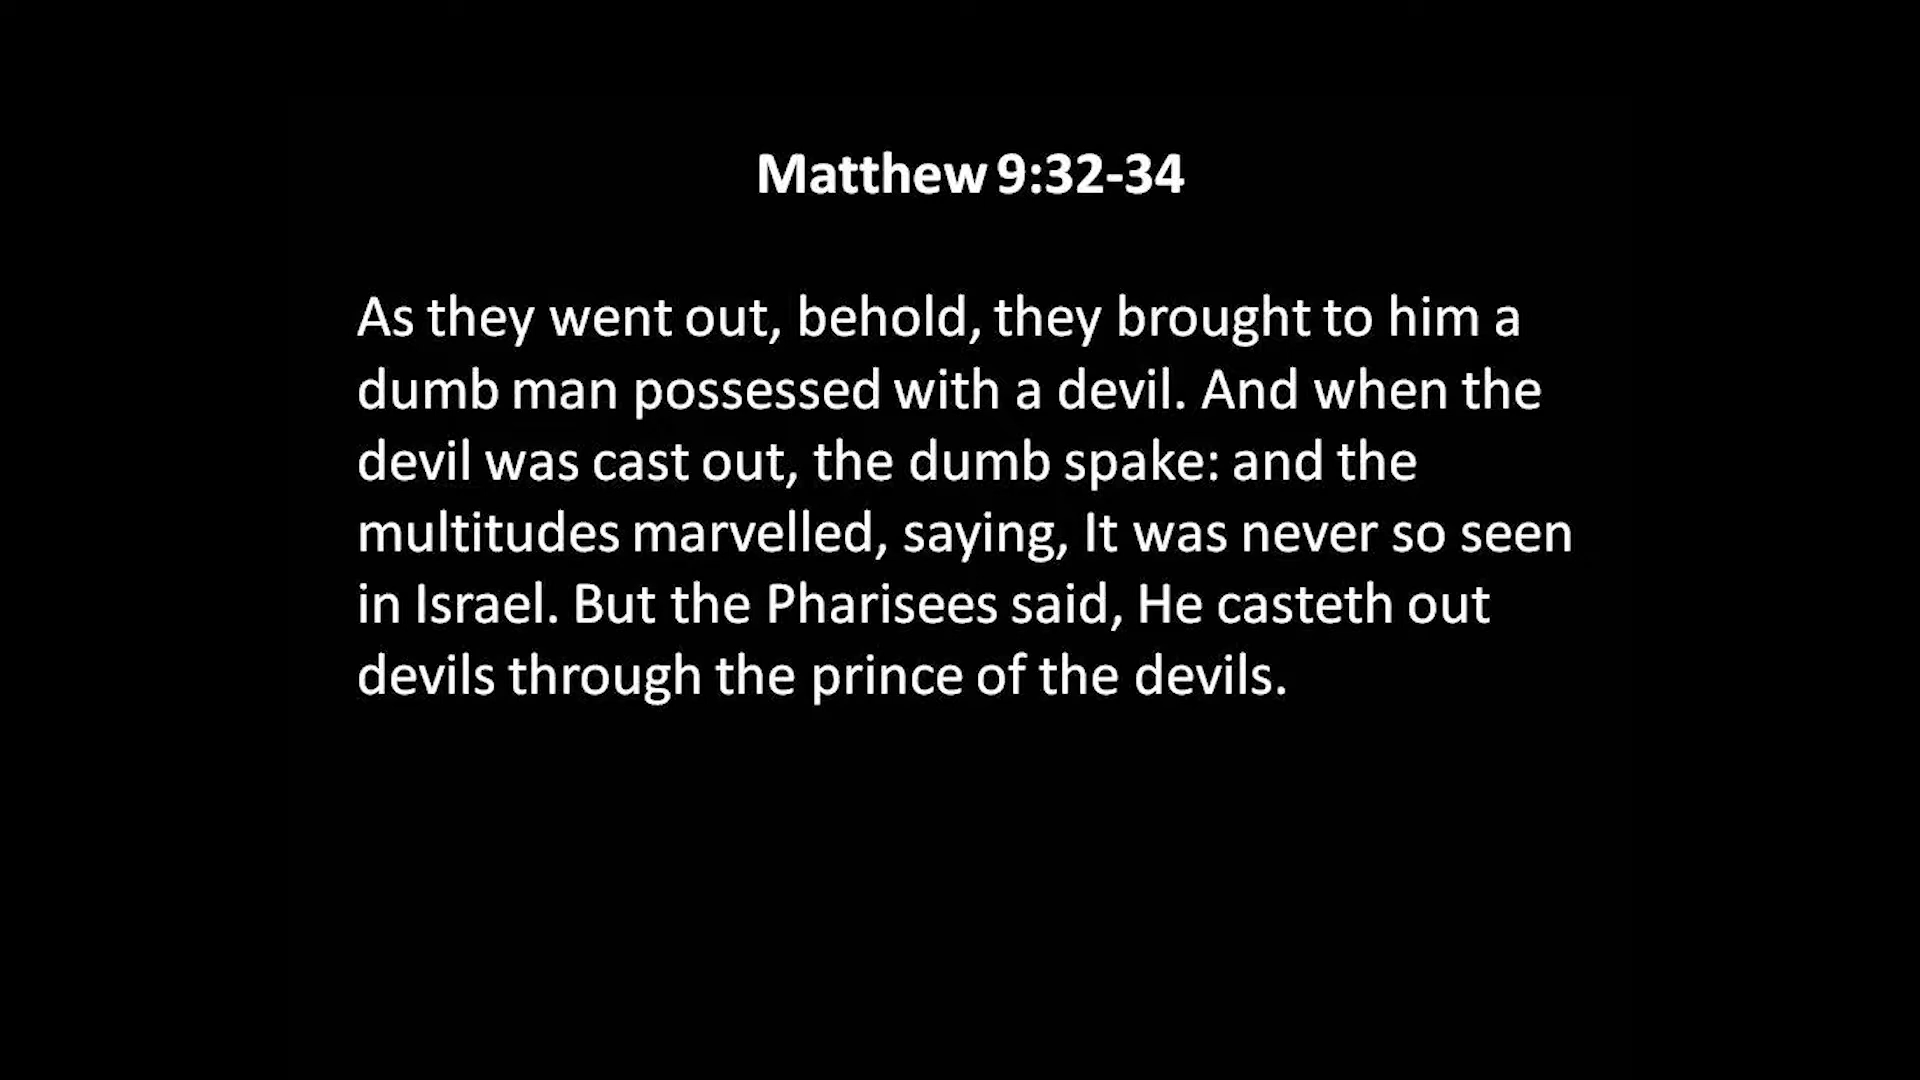 Matthew 9:32-34
As they went out, behold, they brought to him a
dumb man possessed with a devil. And when the
devil was cast out, the dumb spake: and the
multitudes marvelled, saying, It was never so seen
in Israel. But the Pharisees said, He casteth out
devils through the prince of the devils.